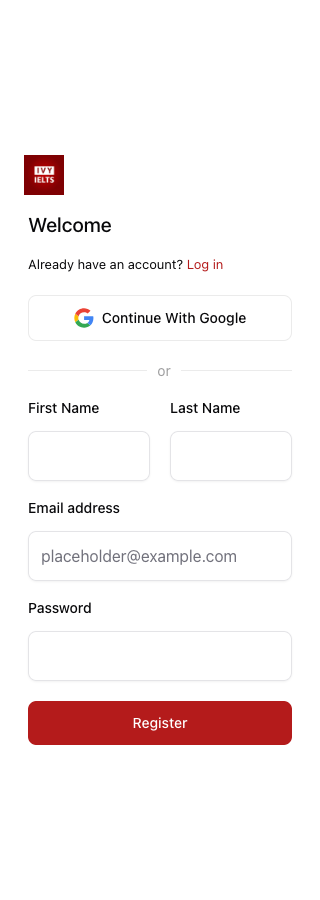 IVY
IELTS
Welcome
Already have an account? Log in
Continue With Google
or
First Name
Last Name
Email address
placeholder@example.com
Password
Register